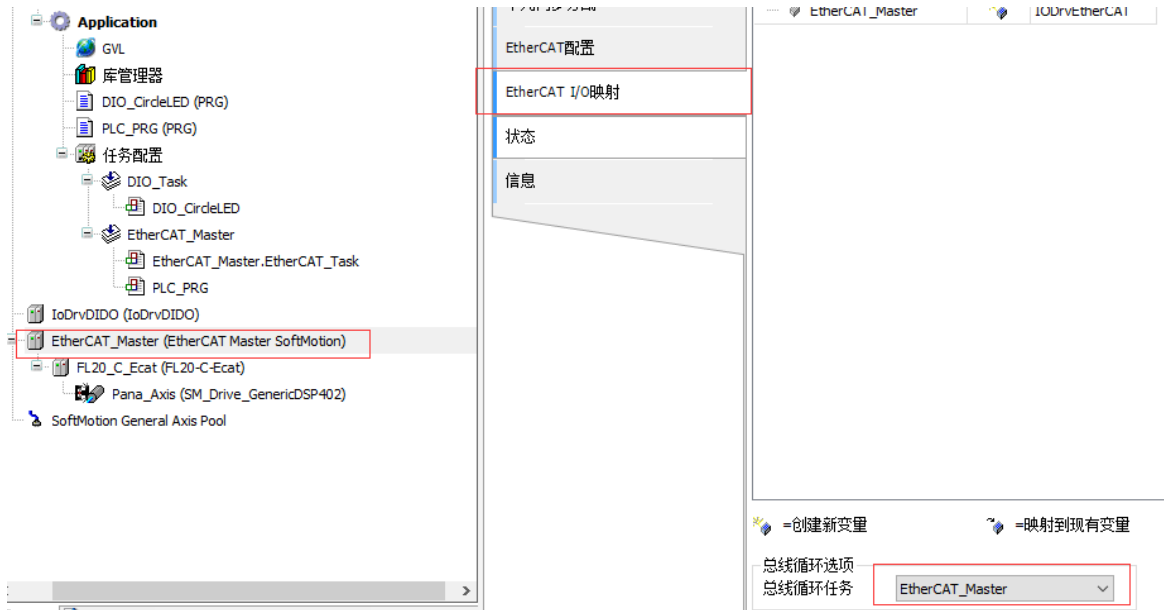 Application
GVL
库管理器
DIO_CircleLED (PRG)
PLC_PRG (PRG)
任务配置
DIO_Task
DIO_CircleLED
EtherCAT_Master
EtherCAT_Master.EtherCAT_Task
PLC_PRG
IoDrvDIDO (IoDrvDIDO)
EtherCAT_Master (EtherCAT Master SoftMotion)
FL20_C_Ecat (FL20-C-Ecat)
Pana_Axis (SM_Drive_GenericDSP402)
SoftMotion General Axis Pool
EtherCAT配置
EtherCAT I/O映射
状态
信息
EtherCAT_Master IODrvEtherCAT
=创建新变量 =映射到现有变量
总线循环选项
总线循环任务 EtherCAT_Master